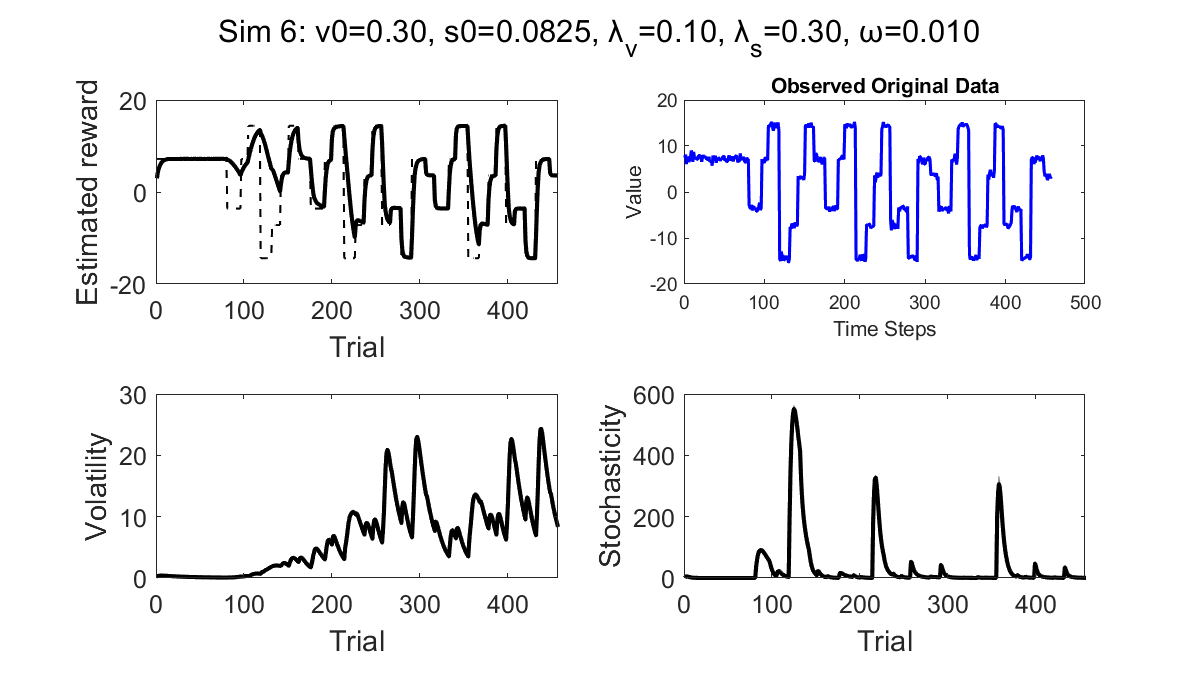 Sim 6: v0=0.30, s0=0.0825, λv=0.10, λs=0.30, ω=0.010
Estimated reward
20
0
-20
0 100 200 300 400
Trial
Observed Original Data
Value
20
10
0
-10
-20
0 100 200 300 400 500
Time Steps
Volatility
30
20
10
0
0 100 200 300 400
Trial
Stochasticity
600
400
200
0
0 100 200 300 400
Trial